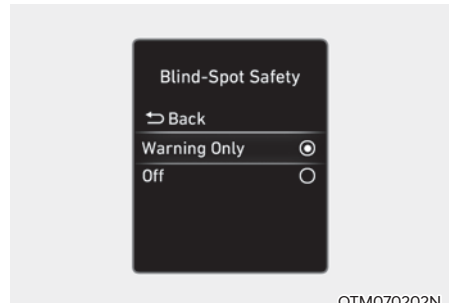 Blind-Spot Safety
Back
Warning Only
Off
OTM070202N